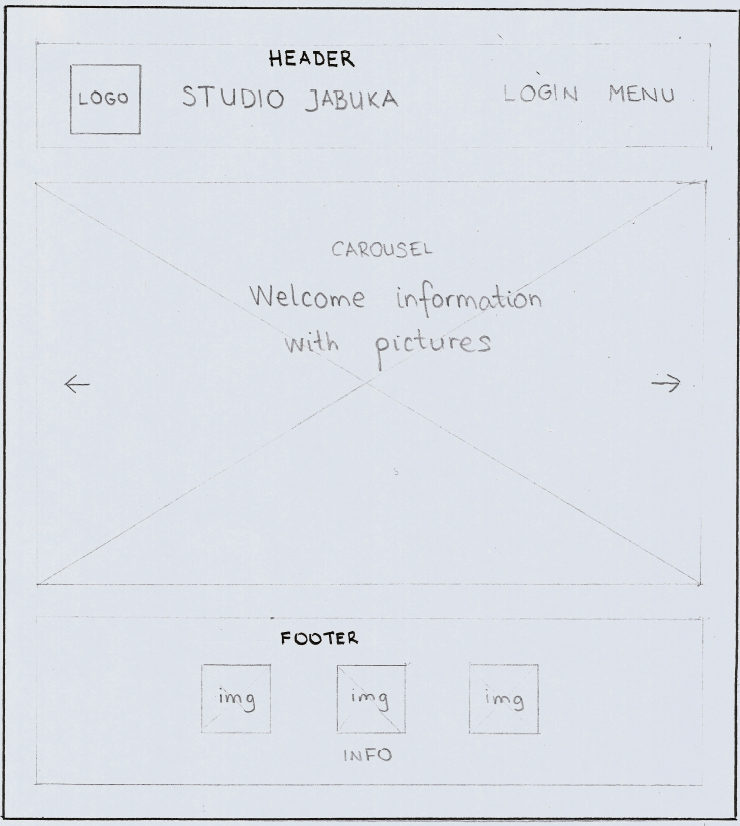 HEADER
LOGO STUDIO JABUKA LOGIN MENU
CAROUSEL
Welcome information
with pictures
FOOTER
img img img
INFO